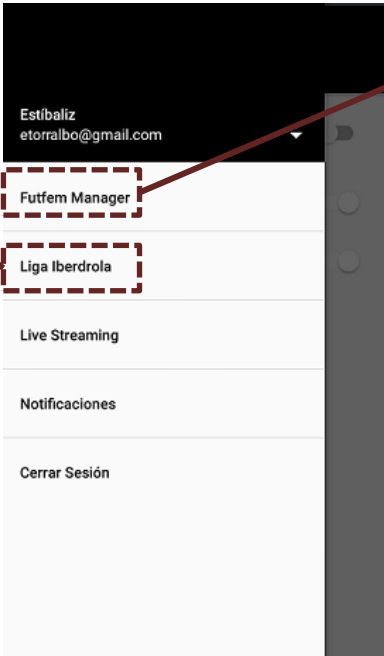 Estíbaliz
etorralbo@gmail.com
Futfem Manager
Liga Iberdrola
Live Streaming
Notificaciones
Cerrar Sesión